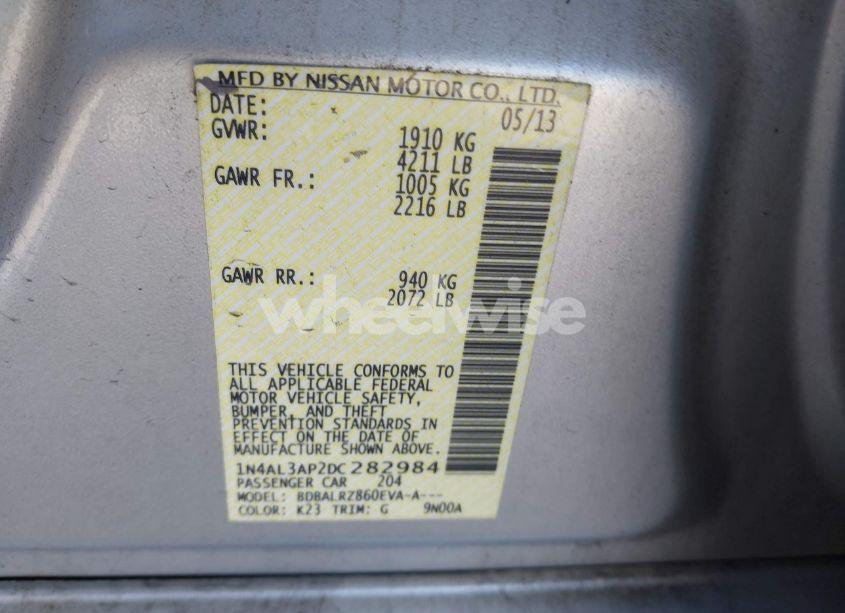 MFD BY NISSAN MOTOR CO., LTD.
DATE: 05/13
GVWR: 1910 KG
4211 LB
GAWR FR.: 1005 KG
2216 LB
GAWR RR.: 940 KG
2072 LB
wheelwise
THIS VEHICLE CONFORMS TO
ALL APPLICABLE FEDERAL
MOTOR VEHICLE SAFETY,
BUMPER, AND THEFT
PREVENTION STANDARDS IN
EFFECT ON THE DATE OF
MANUFACTURE SHOWN ABOVE.
1N4AL3AP2DC282984
PASSENGER CAR 204
MODEL: BDBALRZ860EVA-A---
COLOR: K23 TRIM: G 9N00A